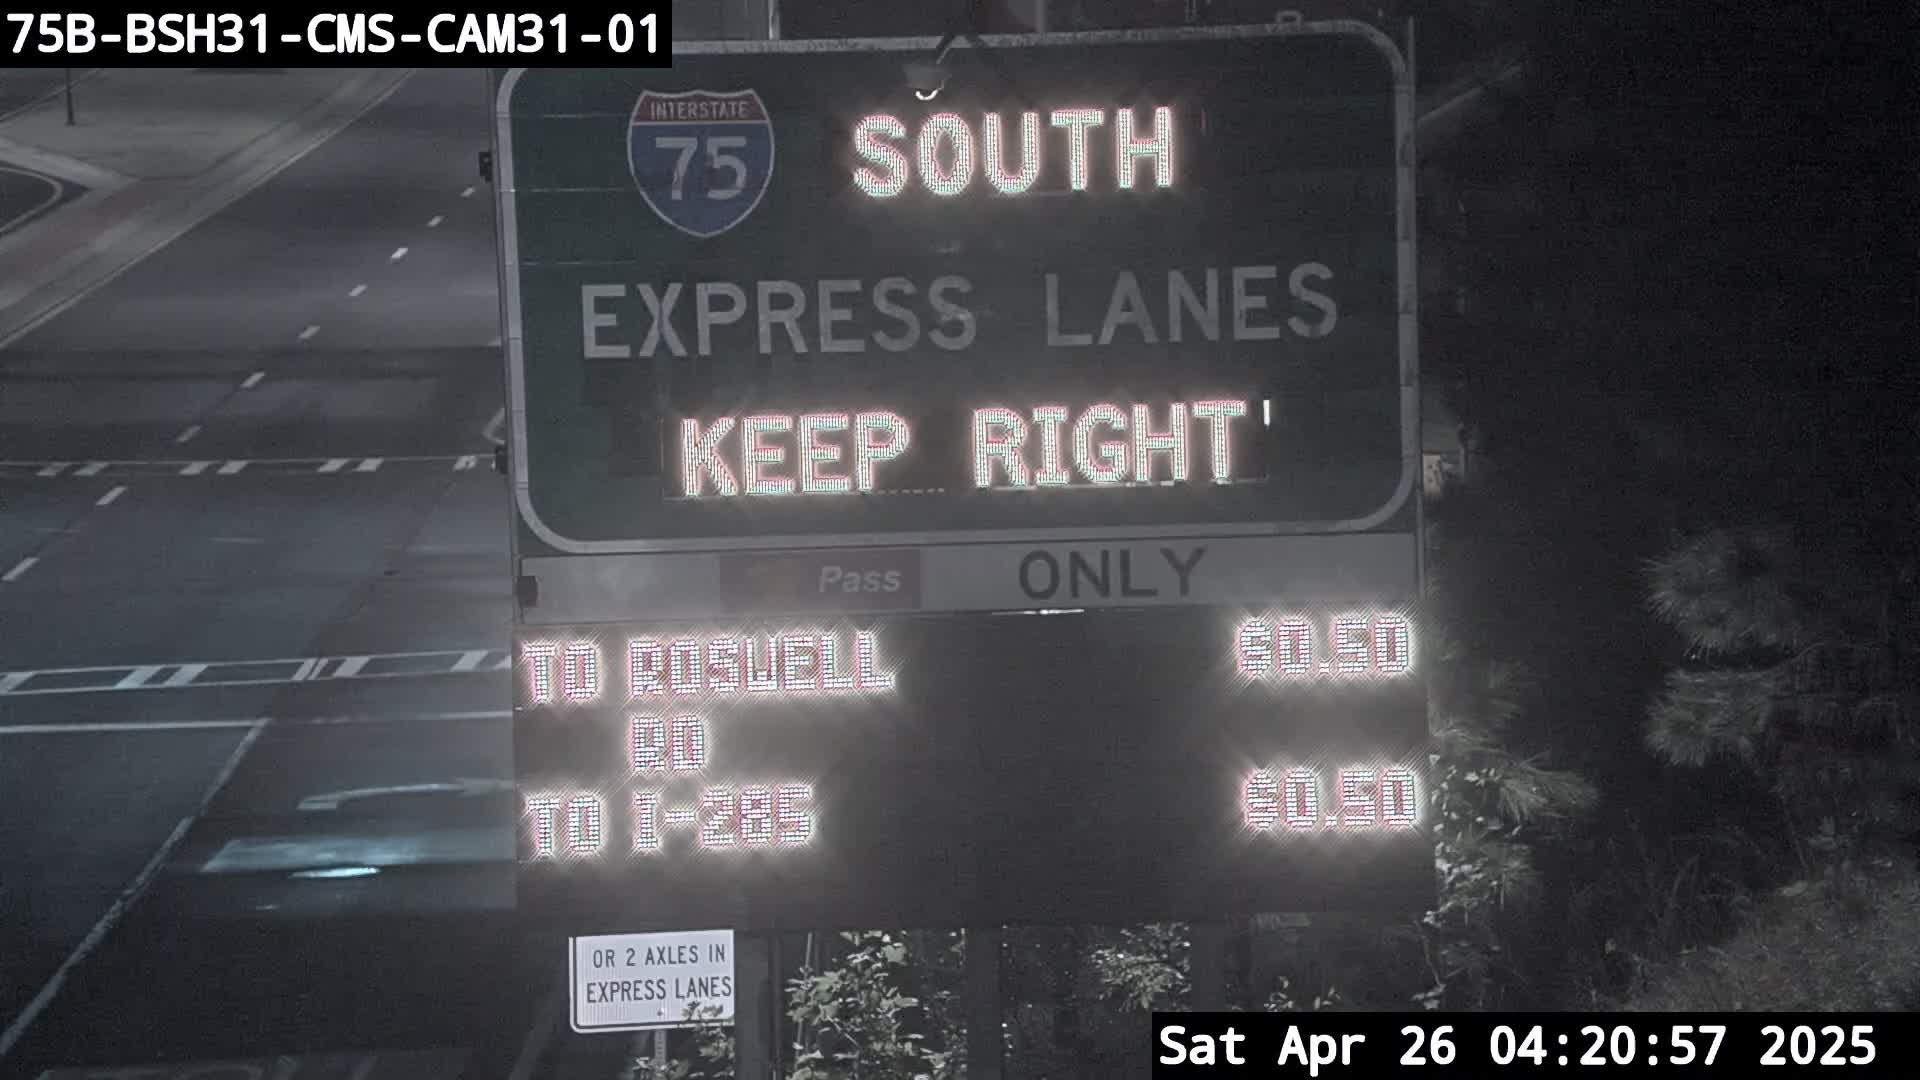 75B-BSH31-CMS-CAM31-01
INTERSTATE
75
SOUTH
EXPRESS LANES
KEEP RIGHT
Pass ONLY
TO ROSWELL $0.50
RD
TO I-285 $0.50
OR 2 AXLES IN
EXPRESS LANES
Sat Apr 26 04:20:57 2025